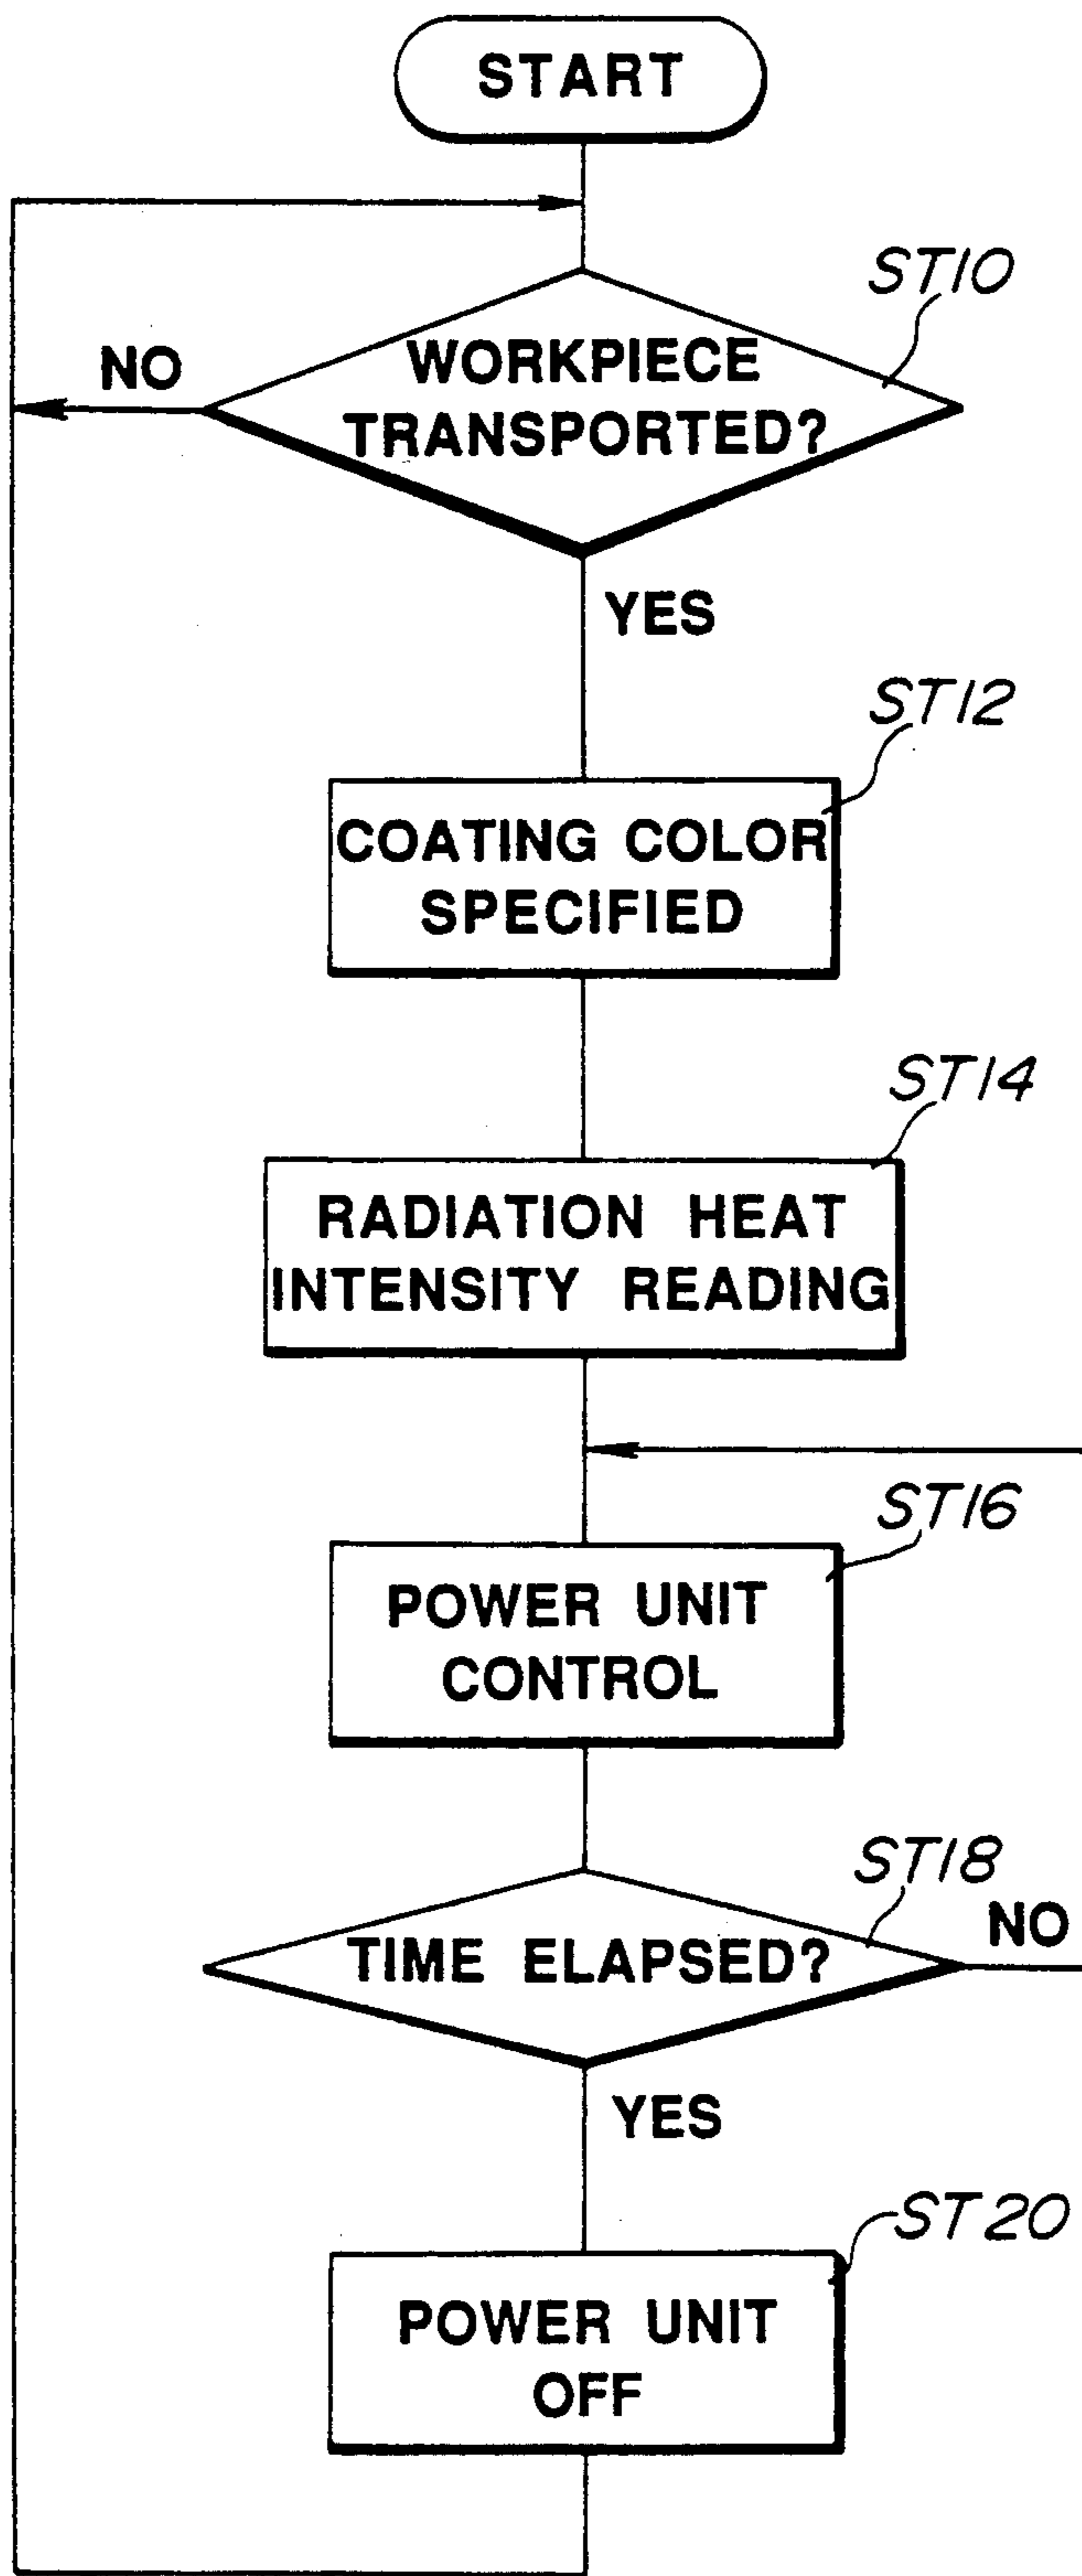 START
ST10
WORKPIECE
TRANSPORTED?
NO
YES
ST12
COATING COLOR
SPECIFIED
ST14
RADIATION HEAT
INTENSITY READING
ST16
POWER UNIT
CONTROL
ST18
TIME ELAPSED?
NO
YES
ST20
POWER UNIT
OFF